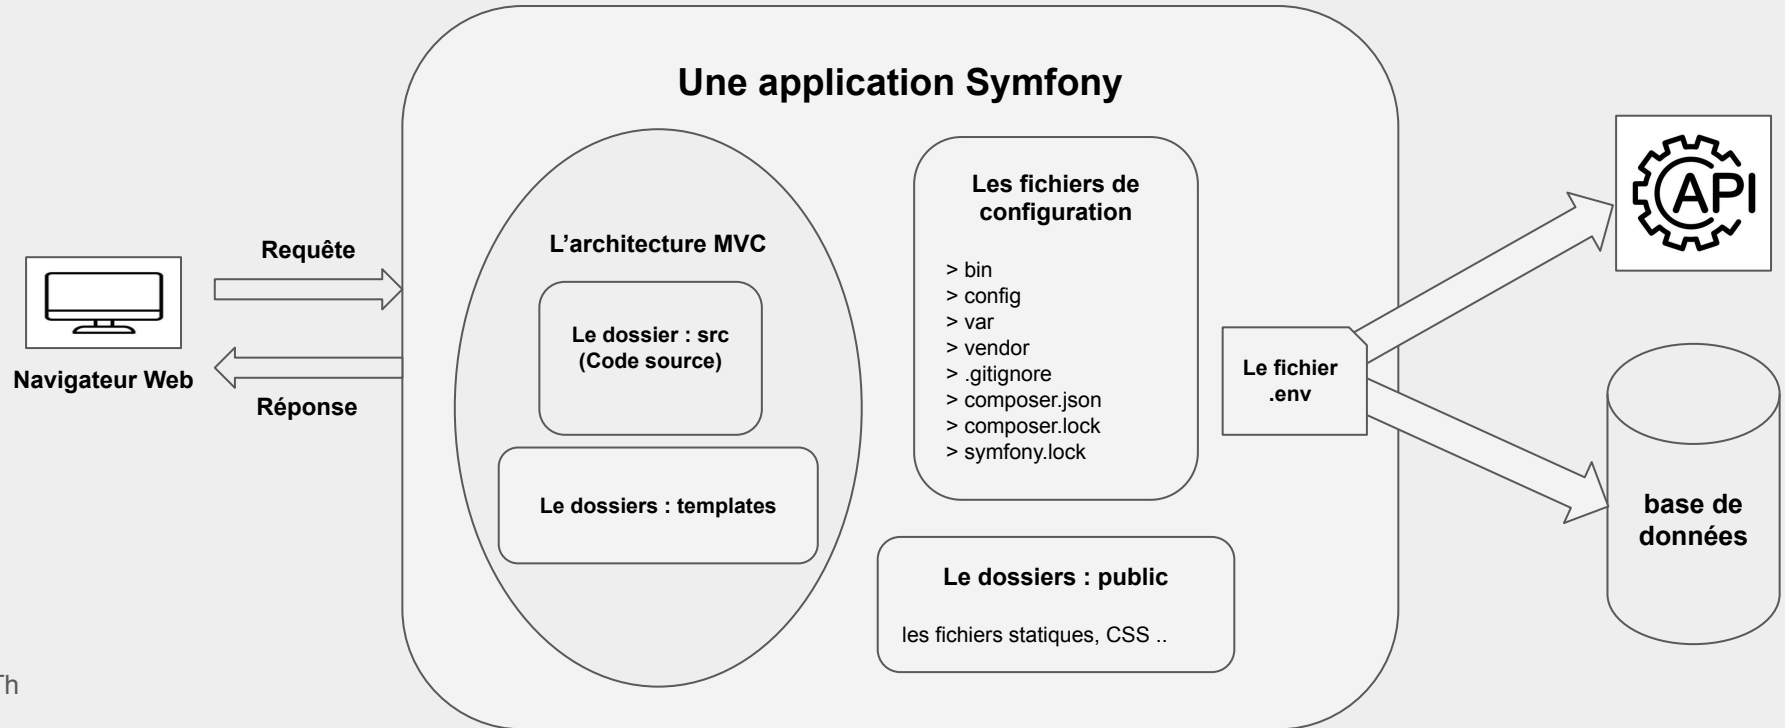 Une application Symfony
Requête
Navigateur Web
Réponse
L'architecture MVC
Le dossier : src
(Code source)
Le dossiers : templates
Les fichiers de
configuration
> bin
> config
> var
> vendor
> .gitignore
> composer.json
> composer.lock
> symfony.lock
Le dossiers : public
les fichiers statiques, CSS ..
Le fichier
.env
API
base de
données
Th